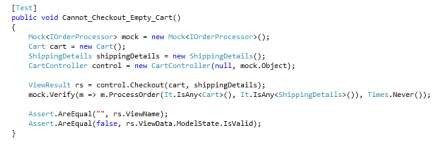 [Test]
public void Cannot_Checkout_Empty_Cart()
{
Mock<IOrderProcessor> mock = new Mock<IOrderProcessor>();
Cart cart = new Cart();
ShippingDetails shippingDetails = new ShippingDetails();
CartController control = new CartController(null, mock.Object);
ViewResult rs = control.Checkout(cart, shippingDetails);
mock.Verify(m => m.ProcessOrder(It.IsAny<Cart>(), It.IsAny<ShippingDetails>()), Times.Never());
Assert.AreEqual("", rs.ViewName);
Assert.AreEqual(false, rs.ViewData.ModelState.IsValid);
}